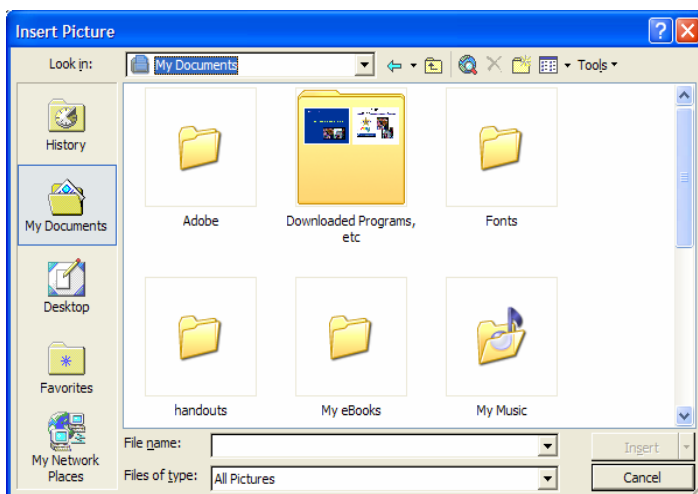 Insert Picture
Look in:
My Documents
Tools
History
My Documents
Desktop
Favorites
My Network
Places
Adobe
Downloaded Programs,
etc
Fonts
handouts
My eBooks
My Music
File name:
Insert
Files of type:
All Pictures
Cancel